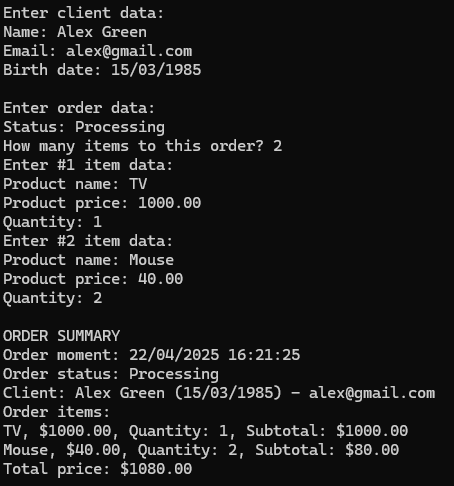 Enter client data:
Name: Alex Green
Email: alex@gmail.com
Birth date: 15/03/1985
Enter order data:
Status: Processing
How many items to this order? 2
Enter #1 item data:
Product name: TV
Product price: 1000.00
Quantity: 1
Enter #2 item data:
Product name: Mouse
Product price: 40.00
Quantity: 2
ORDER SUMMARY
Order moment: 22/04/2025 16:21:25
Order status: Processing
Client: Alex Green (15/03/1985) - alex@gmail.com
Order items:
TV, $1000.00, Quantity: 1, Subtotal: $1000.00
Mouse, $40.00, Quantity: 2, Subtotal: $80.00
Total price: $1080.00